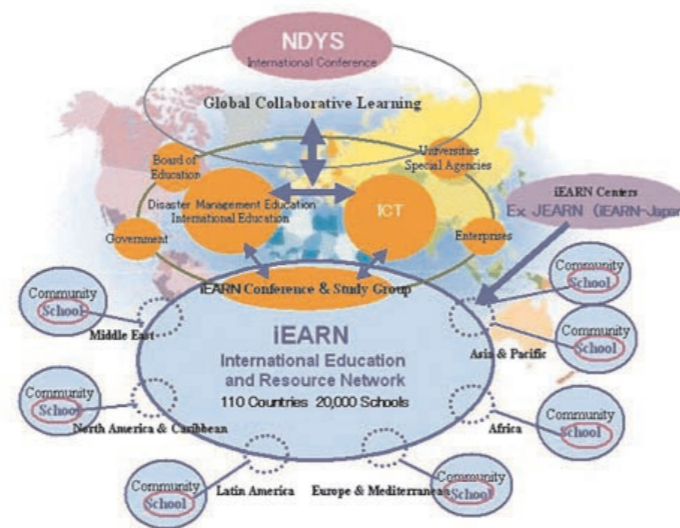 NDYS
International Conference
Global Collaborative Learning
Board of
Education
Universities
Special Agencies
Disaster Management Education
International Education
ICT
iEARN Centers
Ex JEARN (iEARN-Japan
Government
Enterprises
iEARN Conference & Study Group
Community
School
Middle East
Community
School
Community
School
Asia & Pacific
iEARN
International Education
and Resource Network
110 Countries 20,000 Schools
Community
School
North America & Caribbean
Community
School
Africa
Community
School
Latin America
Europe & Mediterranean
Community
School